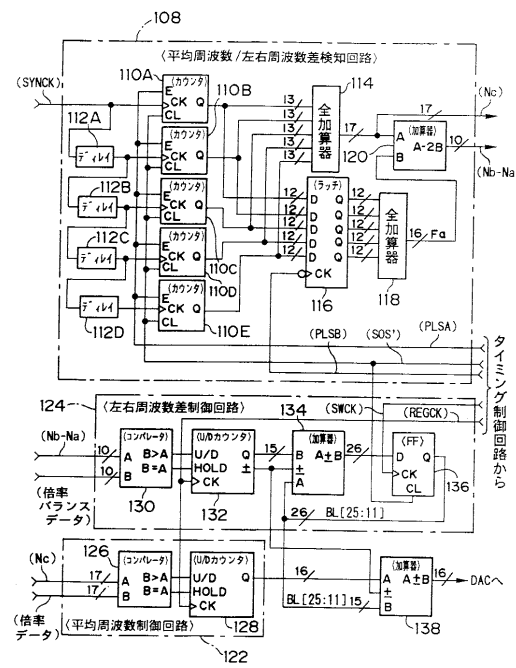 108
〈平均周波数/左右周波数差検知回路〉
(SYNCK)
110A
(カウンタ)
E
CK Q
CL
110B
(カウンタ)
E
CK Q
CL
(カウンタ)
E
CK Q
CL
110C
(カウンタ)
E
CK Q
CL
110D
(カウンタ)
E
CK Q
CL
110E
112A
ディレイ
112B
ディレイ
112C
ディレイ
ディレイ
112D
13
13
13
13
13
114
全加算器
17
17
(Nc)
120
(加算器)
A
A-2B
B
10
(Nb-Na)
12
12
12
12
12
(ラッチ)
D Q
D Q
D Q
D Q
D Q
CK
116
12
12
12
12
12
全加算器
118
16
Fa
(PLSA)
(PLSB)
(SOS')
(SWCK)
(REGCK)
タイミング制御回路から
124
〈左右周波数差制御回路〉
(Nb-Na)
10
10
(倍率バランスデータ)
(コンパレータ)
A B>A
B B=A
130
(U/Dカウンタ)
U/D Q
HOLD ±
CK
132
15
134
(加算器)
B A±B
±
A
26
〈FF〉
D Q
CK
CL
136
26
BL[25:11]
(Nc)
17
17
(倍率データ)
126
(コンパレータ)
A B>A
B B=A
(U/Dカウンタ)
U/D Q
HOLD
CK
128
〈平均周波数制御回路〉
122
16
BL[25:11]
15
(加算器)
A A±B
±
B
138
16
DACへ